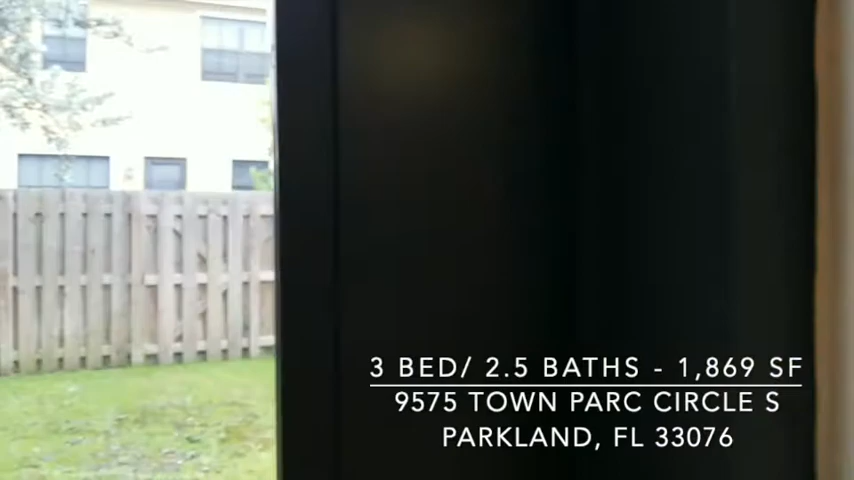 3 BED/ 2.5 BATHS - 1,869 SF
9575 TOWN PARC CIRCLE S
PARKLAND, FL 33076